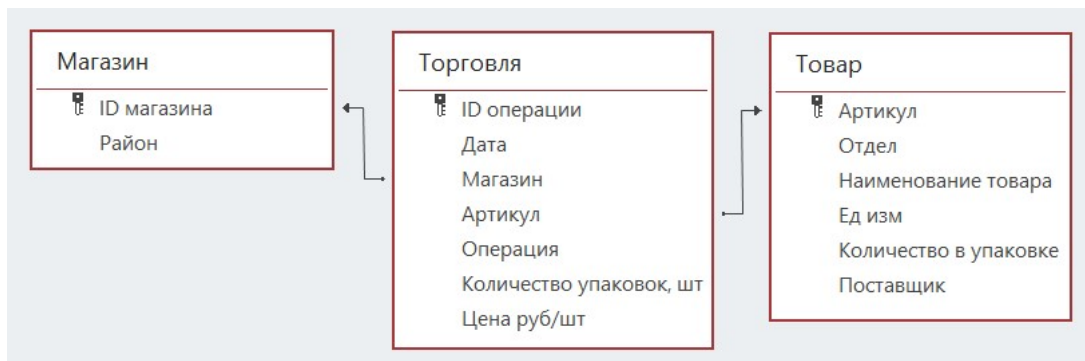 Магазин
ID магазина
Район
Торговля
ID операции
Дата
Магазин
Артикул
Операция
Количество упаковок, шт
Цена руб/шт
Товар
Артикул
Отдел
Наименование товара
Ед изм
Количество в упаковке
Поставщик